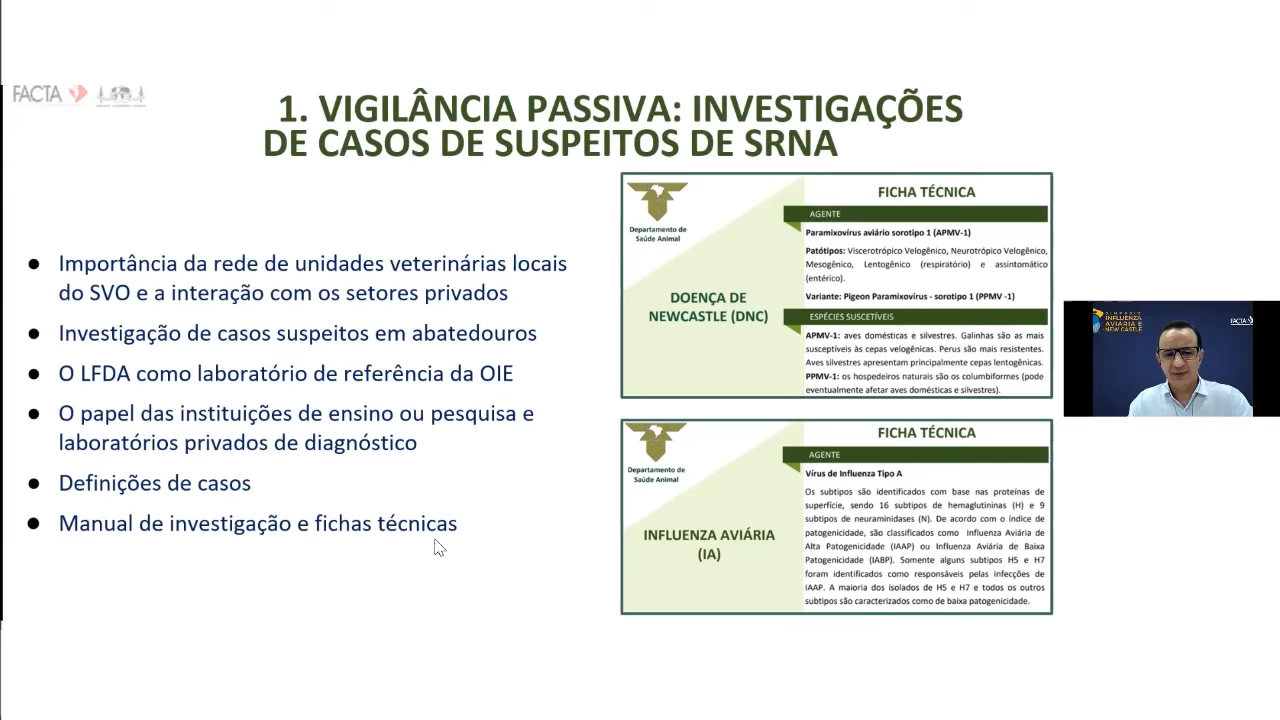 FACTA
1. VIGILÂNCIA PASSIVA: INVESTIGAÇÕES
DE CASOS DE SUSPEITOS DE SRNA
● Importância da rede de unidades veterinárias locais
do SVO e a interação com os setores privados
● Investigação de casos suspeitos em abatedouros
● O LFDA como laboratório de referência da OIE
● O papel das instituições de ensino ou pesquisa e
laboratórios privados de diagnóstico
● Definições de casos
● Manual de investigação e fichas técnicas
Departamento de
Saúde Animal
DOENÇA DE
NEWCASTLE (DNC)
FICHA TÉCNICA
AGENTE
Paramixovírus aviário sorotipo 1 (APMV-1)
Patótipos: Viscerotrópico Velogênico, Neurotrópico Velogênico,
Mesogênico, Lentogênico (respiratório) e assintomático
(entérico).
Variante: Pigeon Paramixovírus - sorotipo 1 (PPMV -1)
ESPÉCIES SUSCETÍVEIS
APMV-1: aves domésticas e silvestres. Galinhas são as mais
susceptíveis às cepas velogênicas. Perus são mais resistentes.
Aves silvestres apresentam principalmente cepas lentogênicas.
PPMV-1: os hospedeiros naturais são os columbiformes (pode
eventualmente afetar aves domésticas e silvestres).
Departamento de
Saúde Animal
INFLUENZA AVIÁRIA
(IA)
FICHA TÉCNICA
AGENTE
Vírus de Influenza Tipo A
Os subtipos são identificados com base nas proteínas de
superfície, sendo 16 subtipos de hemaglutininas (H) e 9
subtipos de neuraminidases (N). De acordo com o índice de
patogenicidade, são classificados como Influenza Aviária de
Alta Patogenicidade (IAAP) ou Influenza Aviária de Baixa
Patogenicidade (IABP). Somente alguns subtipos H5 e H7
foram identificados como responsáveis pelas infecções de
IAAP. A maioria dos isolados de H5 e H7 e todos os outros
subtipos são caracterizados como de baixa patogenicidade.
SIMPÓSIO
INFLUENZA
AVIÁRIA E
NEW CASTLE
FACTA